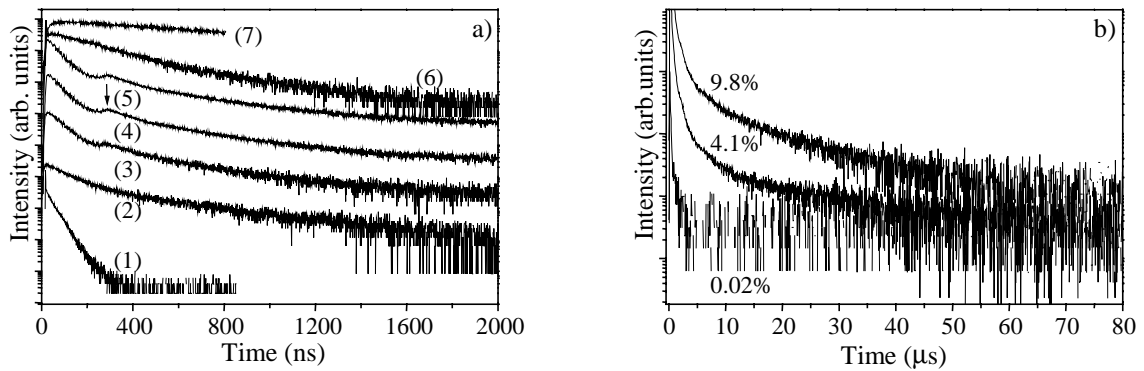 a)
(7)
(6)
(5)
(4)
(3)
(2)
(1)
Intensity (arb. units)
0 400 800 1200 1600 2000
Time (ns)
b)
9.8%
4.1%
0.02%
Intensity (arb.units)
0 10 20 30 40 50 60 70 80
Time (μs)